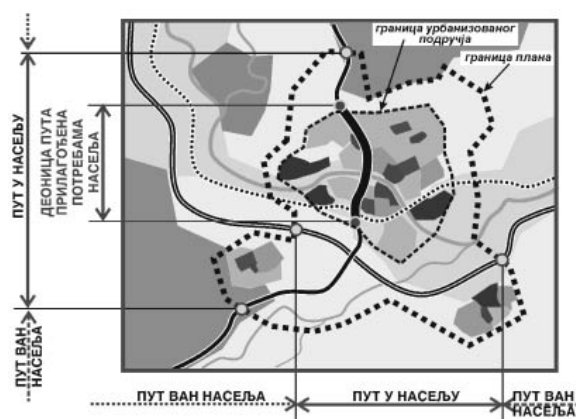 граница урбанизованог
подручја
граница плана
ПУТ У НАСЕЉУ
ДЕОНИЦА ПУТА
ПРИЛАГОЂЕНА
ПОТРЕБАМА
НАСЕЉА
ПУТ ВАН
НАСЕЉА
ПУТ ВАН НАСЕЉА
ПУТ У НАСЕЉУ
ПУТ ВАН
НАСЕЉА